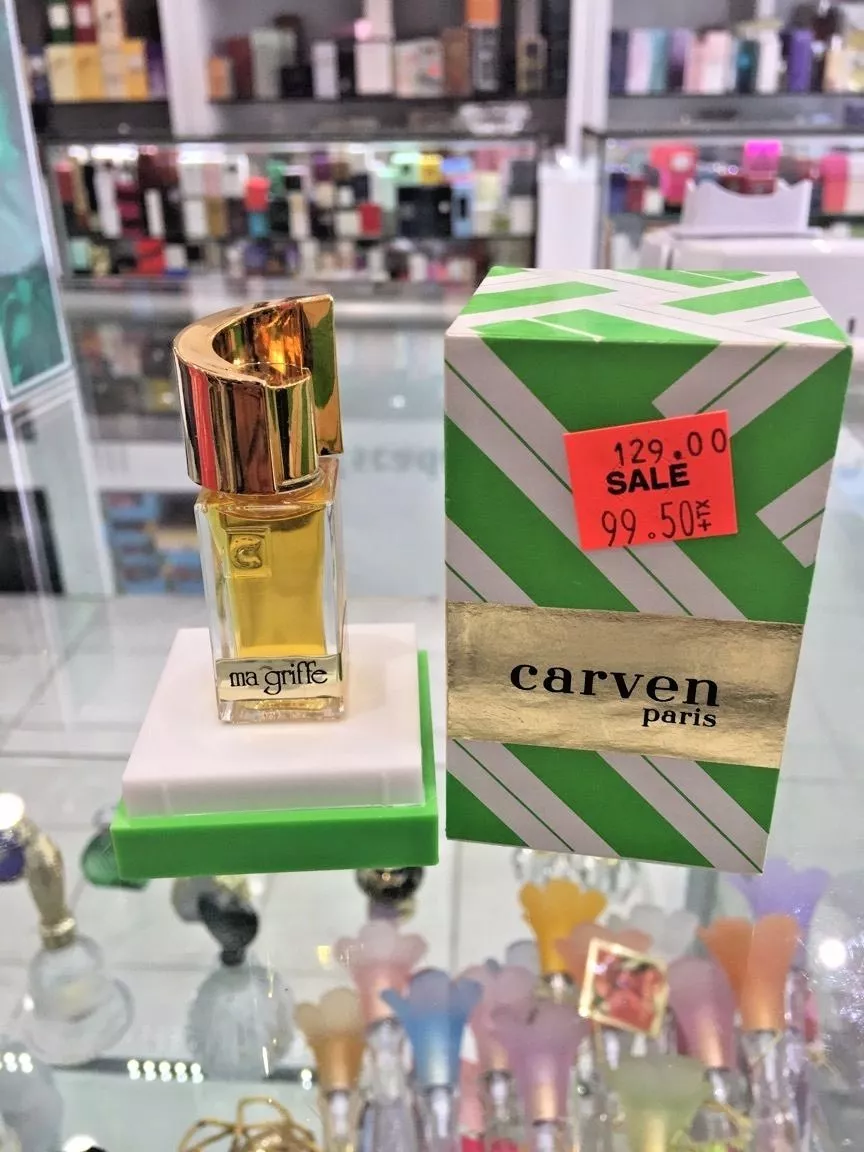 129.00
SALE
99.50 +TX
ma griffe
carven
paris